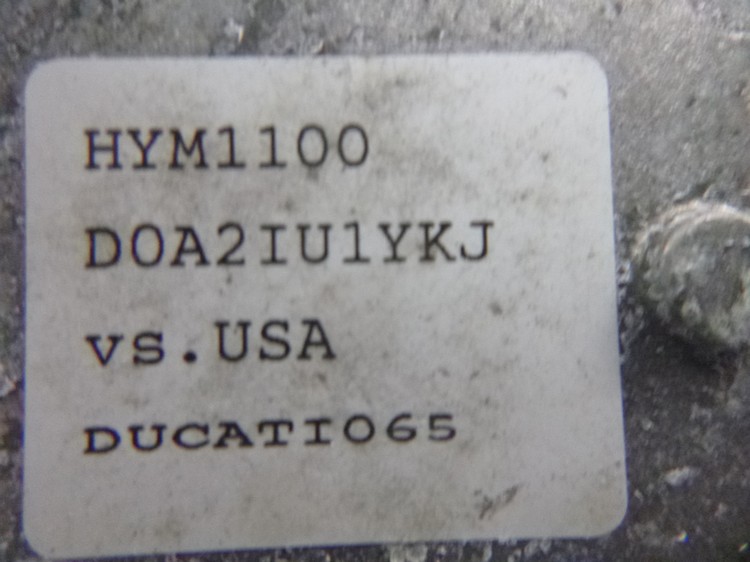 HYM1100
D0A2IU1YKJ
vs.USA
DUCATI065